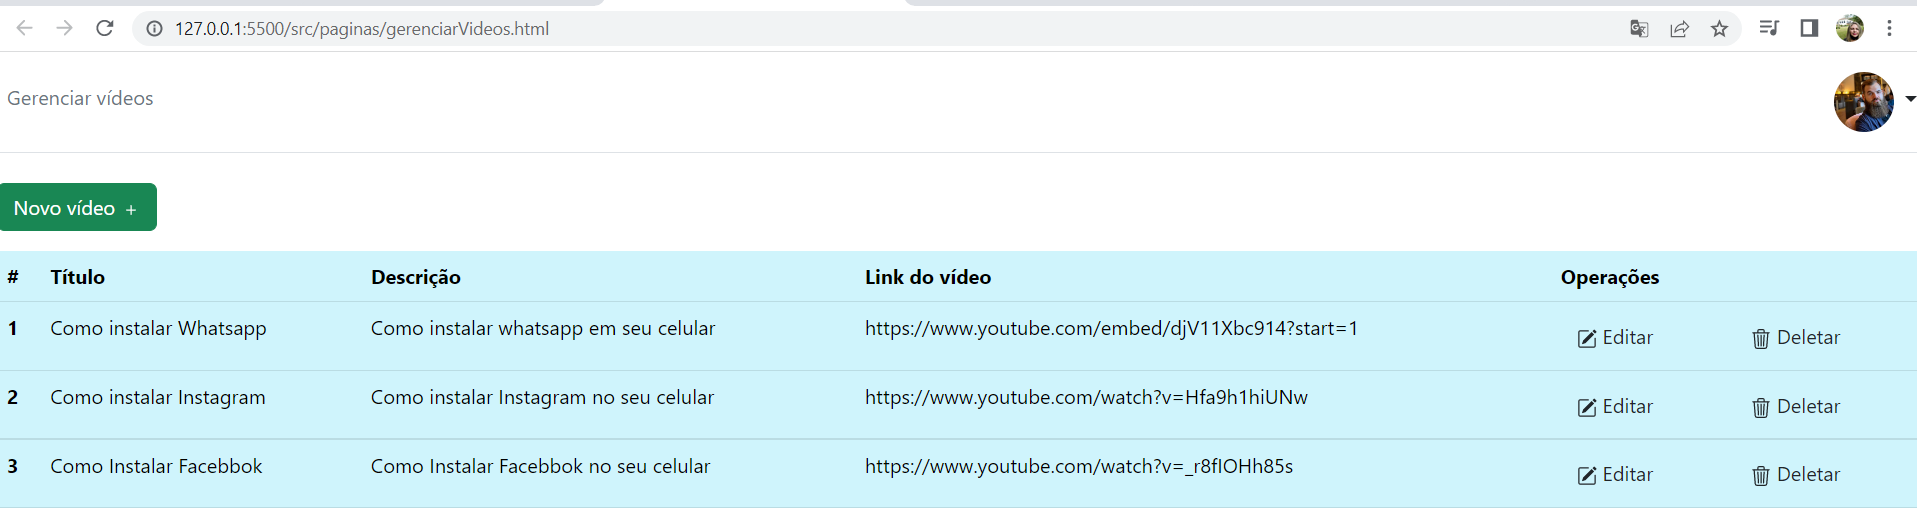 127.0.0.1:5500/src/paginas/gerenciarVideos.html
Gerenciar vídeos
Novo vídeo +
# Título Descrição Link do vídeo Operações
1 Como instalar Whatsapp Como instalar whatsapp em seu celular https://www.youtube.com/embed/djV11Xbc914?start=1 Editar Deletar
2 Como instalar Instagram Como instalar Instagram no seu celular https://www.youtube.com/watch?v=Hfa9h1hiUNw Editar Deletar
3 Como Instalar Facebbok Como Instalar Facebbok no seu celular https://www.youtube.com/watch?v=_r8fIOHh85s Editar Deletar